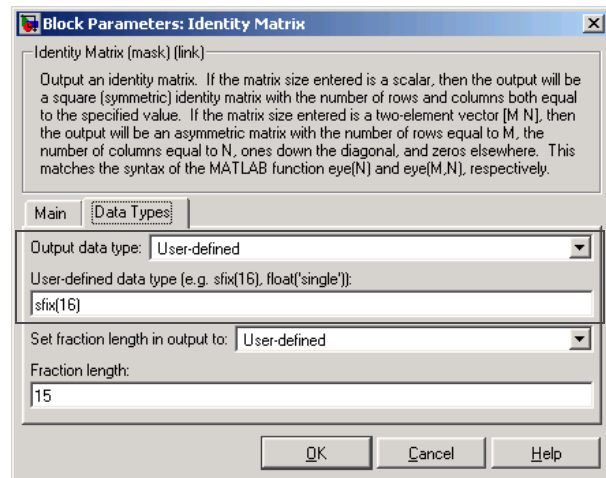 Block Parameters: Identity Matrix
Identity Matrix (mask) (link)
Output an identity matrix. If the matrix size entered is a scalar, then the output will be
a square (symmetric) identity matrix with the number of rows and columns both equal
to the specified value. If the matrix size entered is a two-element vector [M N], then
the output will be an asymmetric matrix with the number of rows equal to M, the
number of columns equal to N, ones down the diagonal, and zeros elsewhere. This
matches the syntax of the MATLAB function eye(N) and eye(M,N), respectively.
Main Data Types
Output data type: User-defined
User-defined data type (e.g. sfix(16), float('single')):
sfix(16)
Set fraction length in output to: User-defined
Fraction length:
15
OK Cancel Help